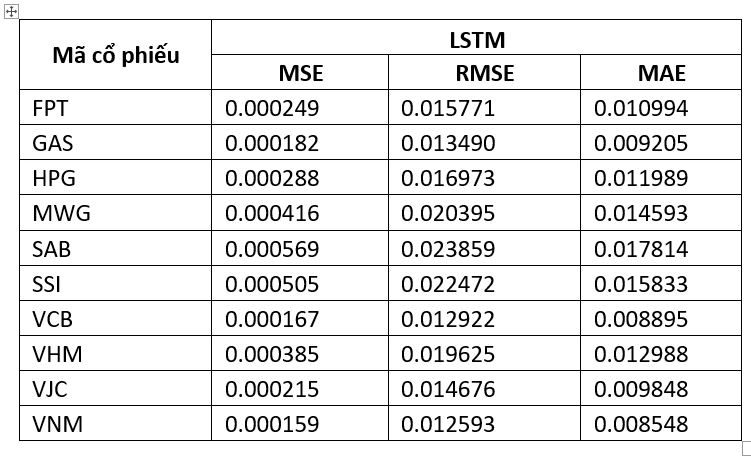 Mã cổ phiếu LSTM
MSE RMSE MAE
FPT 0.000249 0.015771 0.010994
GAS 0.000182 0.013490 0.009205
HPG 0.000288 0.016973 0.011989
MWG 0.000416 0.020395 0.014593
SAB 0.000569 0.023859 0.017814
SSI 0.000505 0.022472 0.015833
VCB 0.000167 0.012922 0.008895
VHM 0.000385 0.019625 0.012988
VJC 0.000215 0.014676 0.009848
VNM 0.000159 0.012593 0.008548